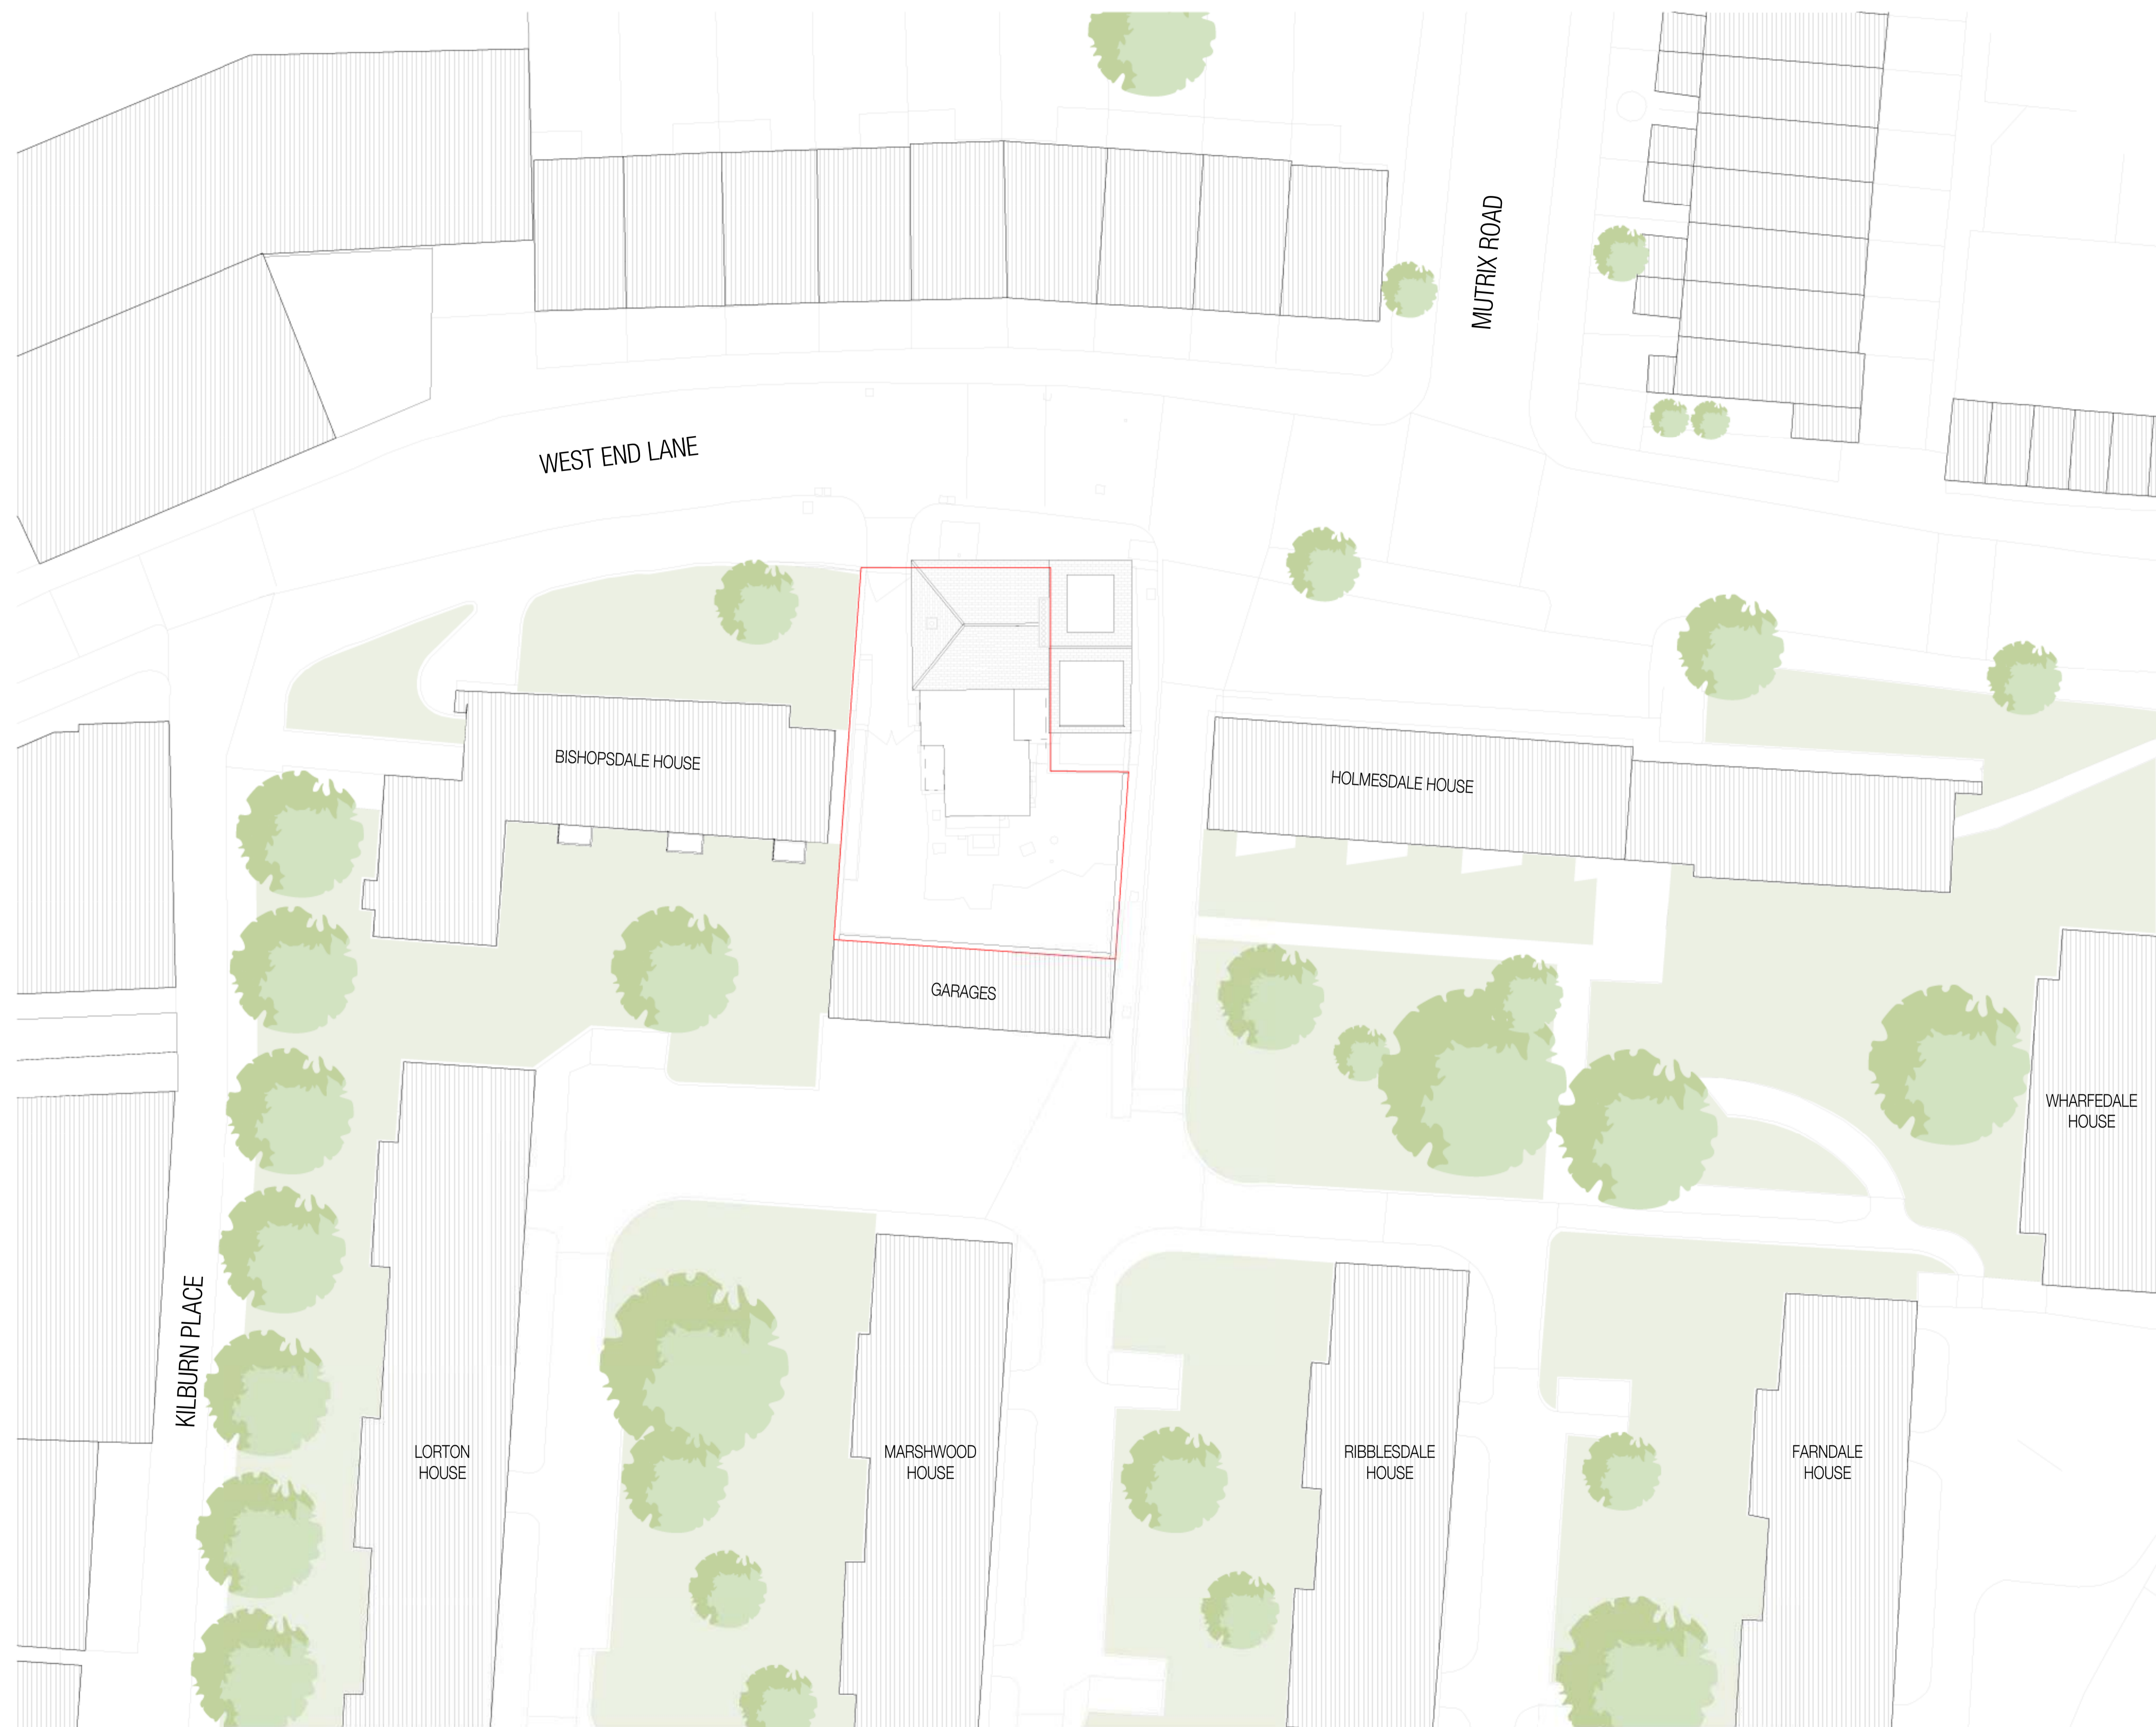 MUTRIX ROAD
WEST END LANE
BISHOPSDALE HOUSE
HOLMESDALE HOUSE
GARAGES
WHARFEDALE
HOUSE
KILBURN PLACE
LORTON
HOUSE
MARSHWOOD
HOUSE
RIBBLESDALE
HOUSE
FARNDALE
HOUSE